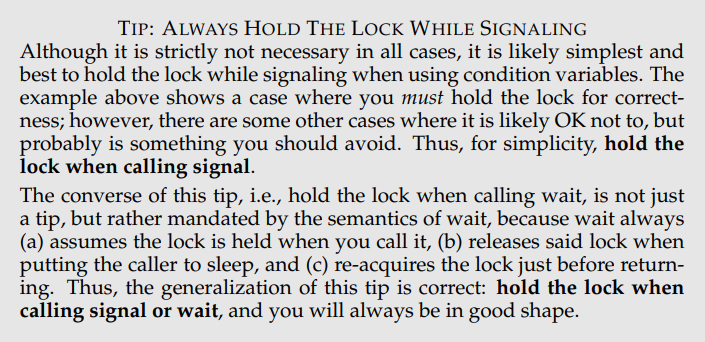 TIP: ALWAYS HOLD THE LOCK WHILE SIGNALING
Although it is strictly not necessary in all cases, it is likely simplest and
best to hold the lock while signaling when using condition variables. The
example above shows a case where you must hold the lock for correct-
ness; however, there are some other cases where it is likely OK not to, but
probably is something you should avoid. Thus, for simplicity, hold the
lock when calling signal.
The converse of this tip, i.e., hold the lock when calling wait, is not just
a tip, but rather mandated by the semantics of wait, because wait always
(a) assumes the lock is held when you call it, (b) releases said lock when
putting the caller to sleep, and (c) re-acquires the lock just before return-
ing. Thus, the generalization of this tip is correct: hold the lock when
calling signal or wait, and you will always be in good shape.